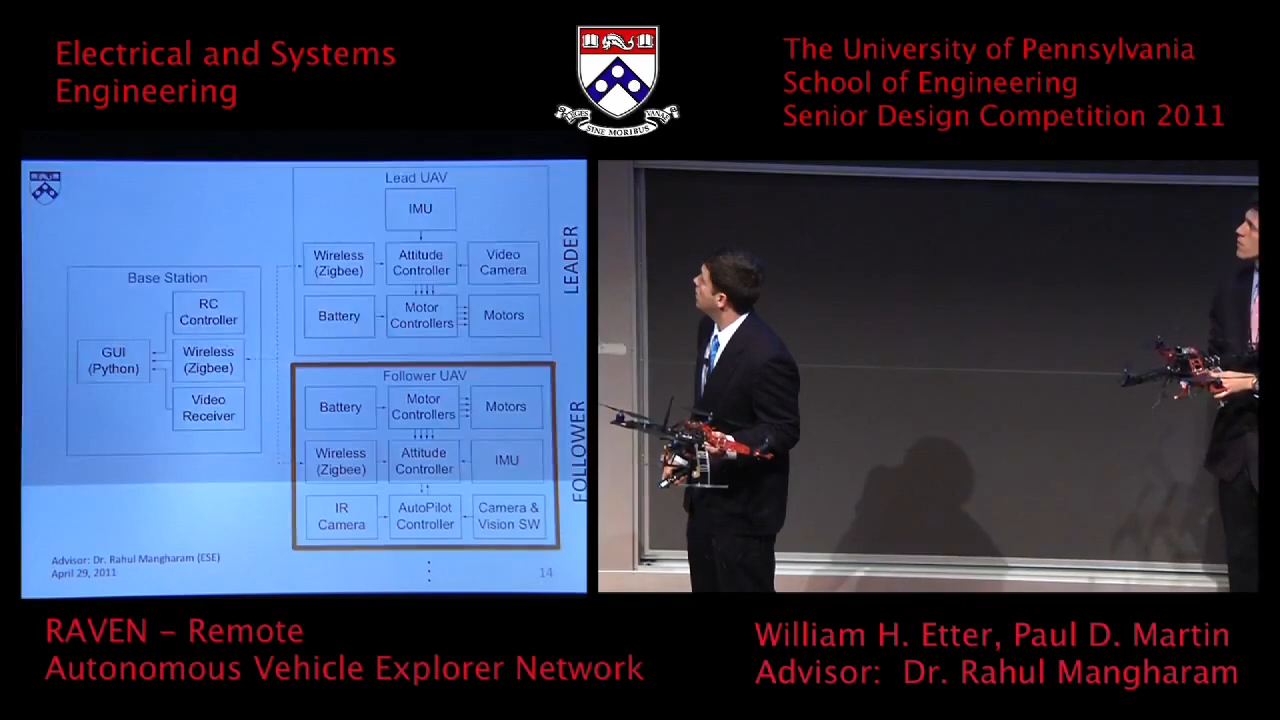 Electrical and Systems
Engineering
The University of Pennsylvania
School of Engineering
Senior Design Competition 2011
SINE MORIBUS
Lead UAV
IMU
Wireless
(Zigbee)
Attitude
Controller
Video
Camera
Battery
Motor
Controllers
Motors
LEADER
Base Station
RC
Controller
GUI
(Python)
Wireless
(Zigbee)
Video
Receiver
Follower UAV
Battery
Motor
Controllers
Motors
Wireless
(Zigbee)
Attitude
Controller
IMU
IR
Camera
AutoPilot
Controller
Camera &
Vision SW
FOLLOWER
Advisor: Dr. Rahul Mangharam (ESE)
April 29, 2011
14
RAVEN - Remote
Autonomous Vehicle Explorer Network
William H. Etter, Paul D. Martin
Advisor: Dr. Rahul Mangharam